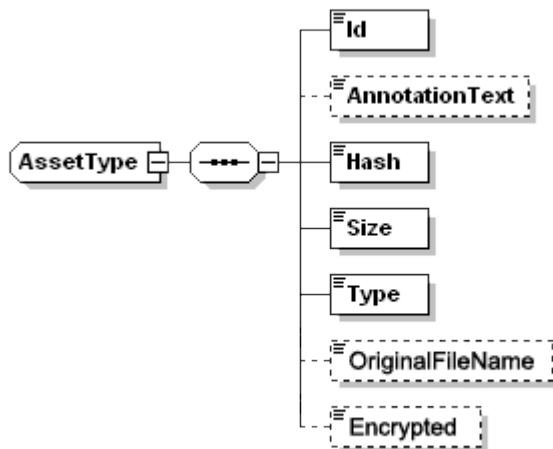 Id
AnnotationText
AssetType
Hash
Size
Type
OriginalFileName
Encrypted